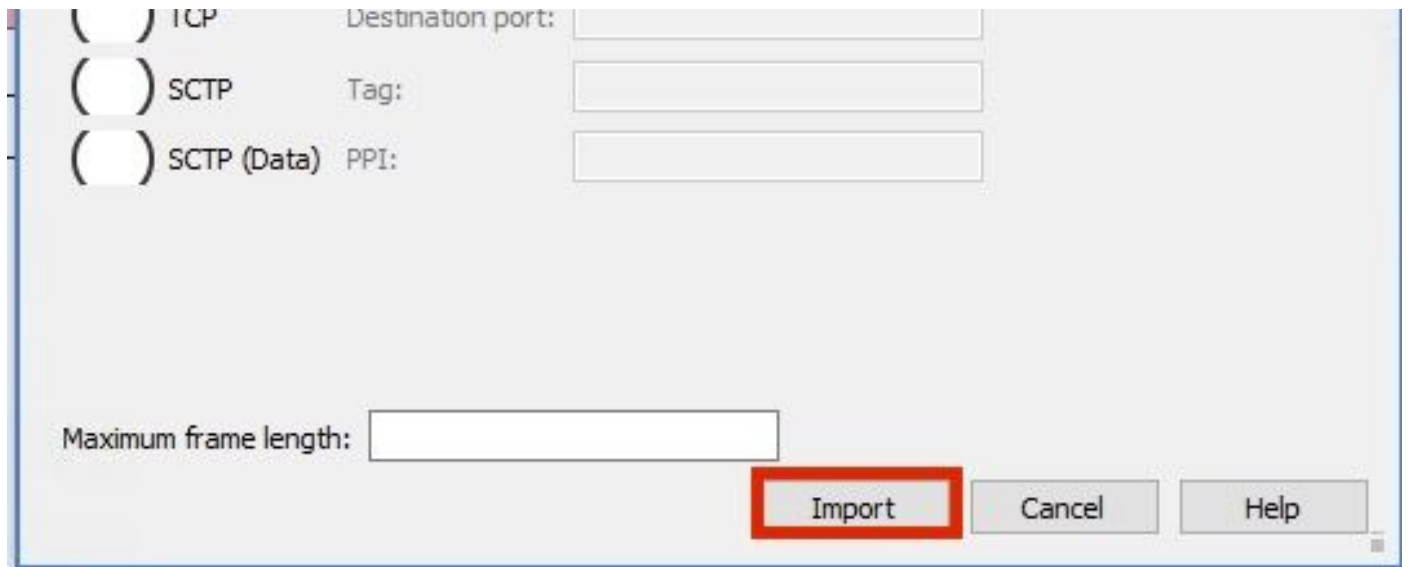 TCP Destination port:
SCTP Tag:
SCTP (Data) PPI:
Maximum frame length:
Import Cancel Help